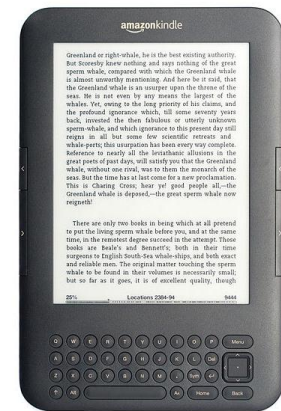 amazonkindle
Greenland or right-whale, he is the best existing authority.
But Scoresby knew nothing and says nothing of the great
sperm whale, compared with which the Greenland whale
is almost unworthy mentioning. And here be it said, that
the Greenland whale is an usurper upon the throne of the
seas. He is not even by any means the largest of the
whales. Yet, owing to the long priority of his claims, and
the profound ignorance which, till some seventy years
back, invested the then fabulous or utterly unknown
sperm-whale, and which ignorance to this present day still
reigns in all but some few scientific retreats and
whale-ports; this usurpation has been every way complete.
Reference to nearly all the leviathanic allusions in the
great poets of past days, will satisfy you that the Greenland
whale, without one rival, was to them the monarch of the
seas. But the time has at last come for a new proclamation.
This is Charing Cross; hear ye! good people all,—the
Greenland whale is deposed,—the great sperm whale now
reigneth!
There are only two books in being which at all pretend
to put the living sperm whale before you, and at the same
time, in the remotest degree succeed in the attempt. Those
books are Beale's and Bennett's; both in their time
surgeons to English South-Sea whale-ships, and both exact
and reliable men. The original matter touching the sperm
whale to be found in their volumes is necessarily small;
but so far as it goes, it is of excellent quality, though
25% Locations 2384-94 9444
Q W E R T Y U I O P Menu
A S D F G H J K L Del
Z X C V B N M Sym
Alt Aa Home Back